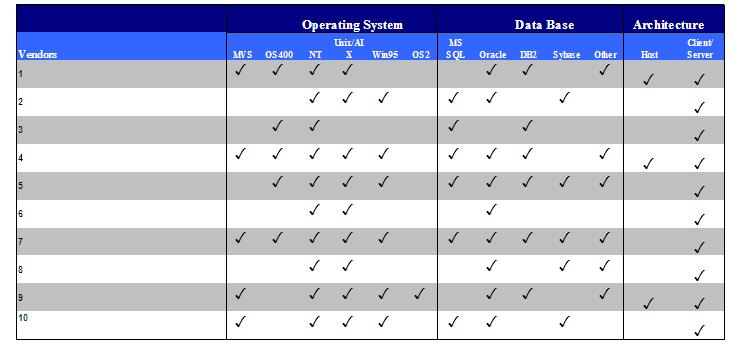 Operating System Data Base Architecture
Vendors MVS OS400 NT Unix/AI X Win95 OS2 MS SQL Oracle DB2 Sybase Other Host Client/ Server
1 ✓ ✓ ✓ ✓ ✓ ✓ ✓ ✓ ✓
2 ✓ ✓ ✓ ✓ ✓ ✓ ✓
3 ✓ ✓ ✓ ✓ ✓
4 ✓ ✓ ✓ ✓ ✓ ✓ ✓ ✓ ✓ ✓ ✓
5 ✓ ✓ ✓ ✓ ✓ ✓ ✓ ✓ ✓ ✓
6 ✓ ✓ ✓ ✓
7 ✓ ✓ ✓ ✓ ✓ ✓ ✓ ✓ ✓ ✓ ✓
8 ✓ ✓ ✓ ✓ ✓ ✓
9 ✓ ✓ ✓ ✓ ✓ ✓ ✓ ✓ ✓ ✓
10 ✓ ✓ ✓ ✓ ✓ ✓ ✓ ✓